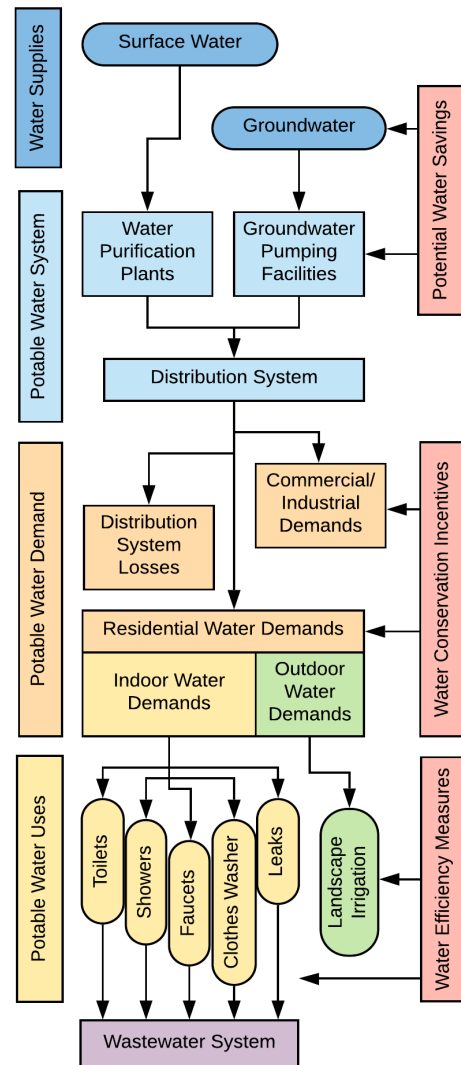 Water Supplies
Surface Water
Groundwater
Potential Water Savings
Potable Water System
Water
Purification
Plants
Groundwater
Pumping
Facilities
Distribution System
Potable Water Demand
Distribution
System
Losses
Commercial/
Industrial
Demands
Water Conservation Incentives
Residential Water Demands
Indoor Water
Demands
Outdoor
Water
Demands
Potable Water Uses
Toilets
Showers
Faucets
Clothes Washer
Leaks
Landscape
Irrigation
Water Efficiency Measures
Wastewater System